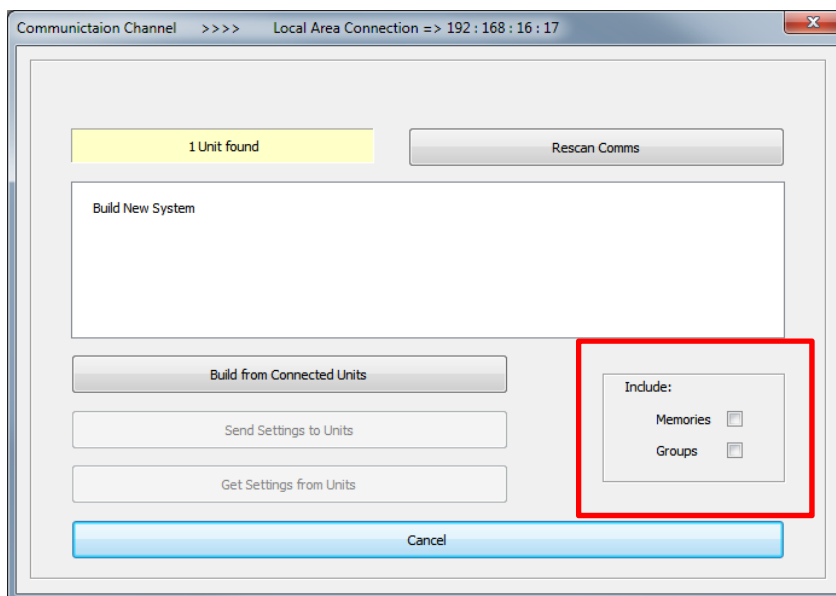 Communictaion Channel >>>> Local Area Connection => 192 : 168 : 16 : 17
1 Unit found
Rescan Comms
Build New System
Build from Connected Units
Include:
Memories
Send Settings to Units
Groups
Get Settings from Units
Cancel